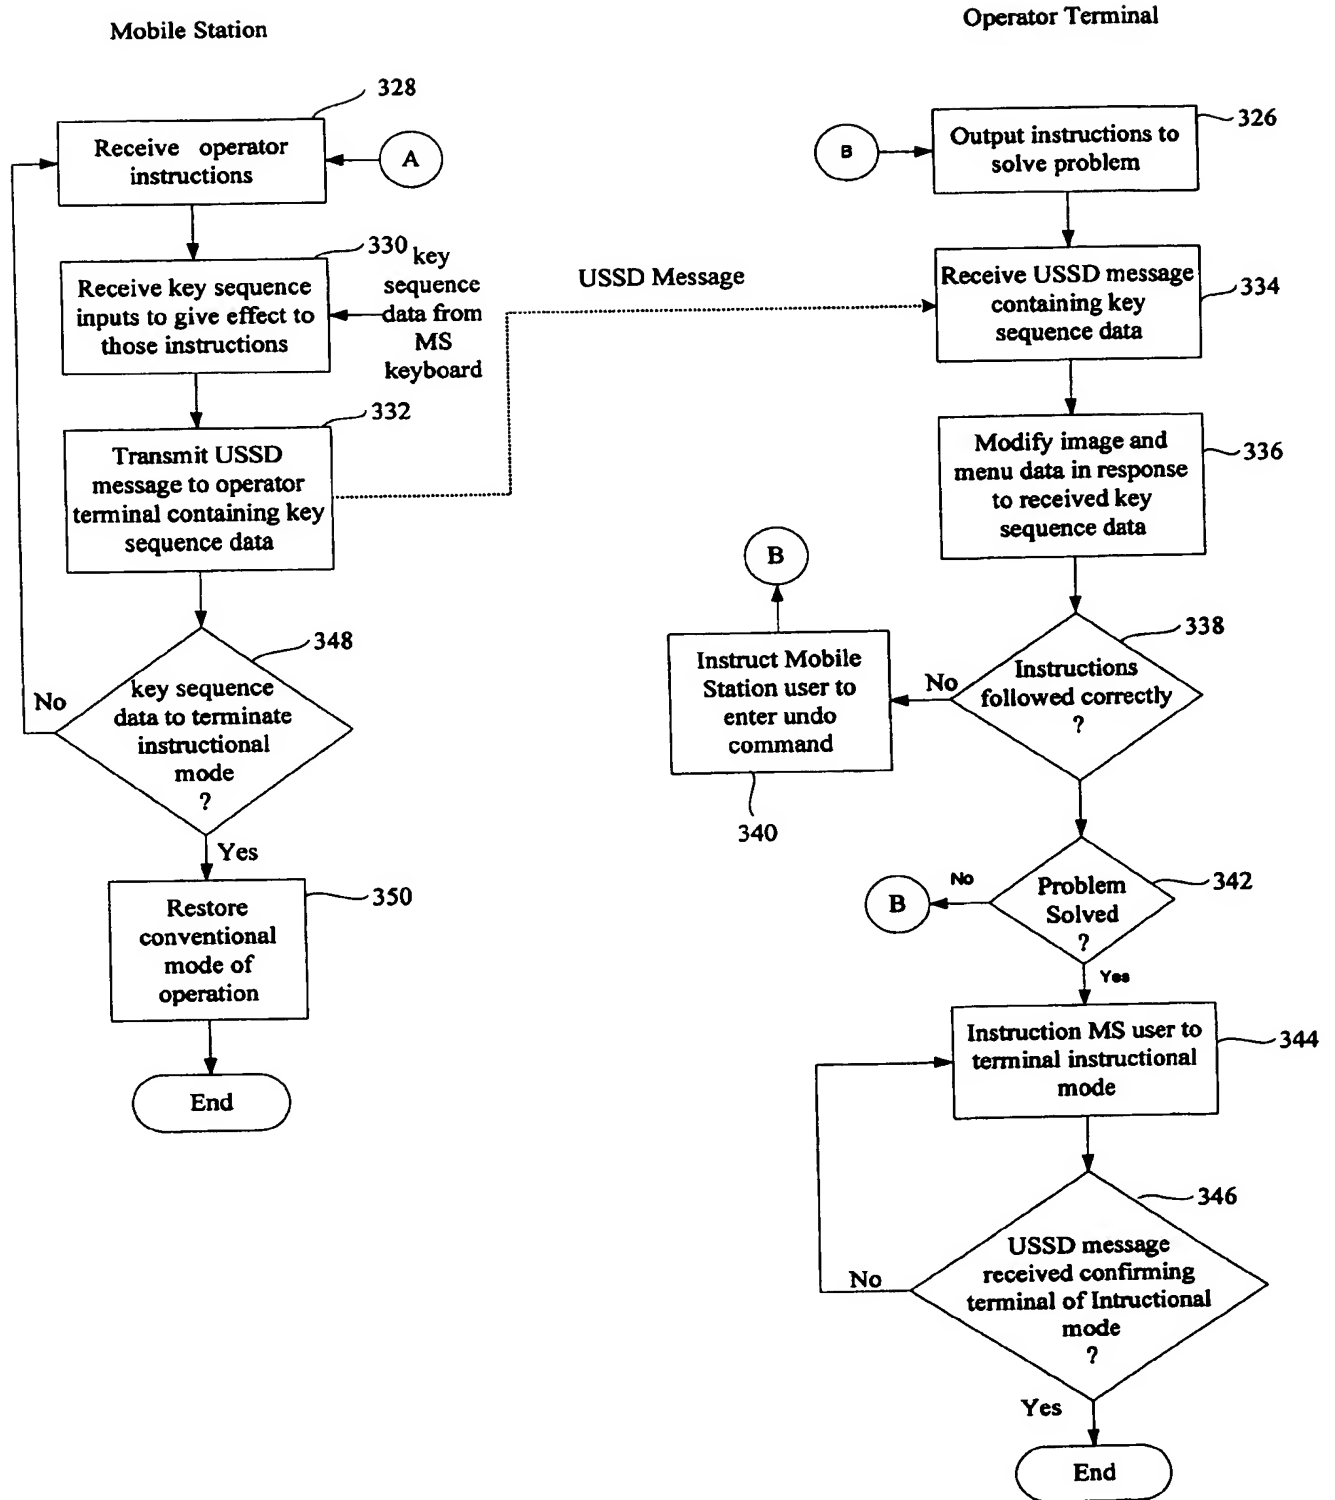 Mobile Station
328
Receive operator
instructions
A
330
Receive key sequence
inputs to give effect to
those instructions
key
sequence
data from
MS
keyboard
332
Transmit USSD
message to operator
terminal containing key
sequence data
348
key sequence
data to terminate
instructional
mode
?
No
Yes
350
Restore
conventional
mode of
operation
End
USSD Message
Operator Terminal
B
326
Output instructions to
solve problem
334
Receive USSD message
containing key
sequence data
336
Modify image and
menu data in response
to received key
sequence data
338
Instructions
followed correctly
?
No
B
Instruct Mobile
Station user to
enter undo
command
340
342
Problem
Solved
?
No
B
Yes
344
Instruction MS user to
terminal instructional
mode
346
USSD message
received confirming
terminal of Intructional
mode
?
No
Yes
End